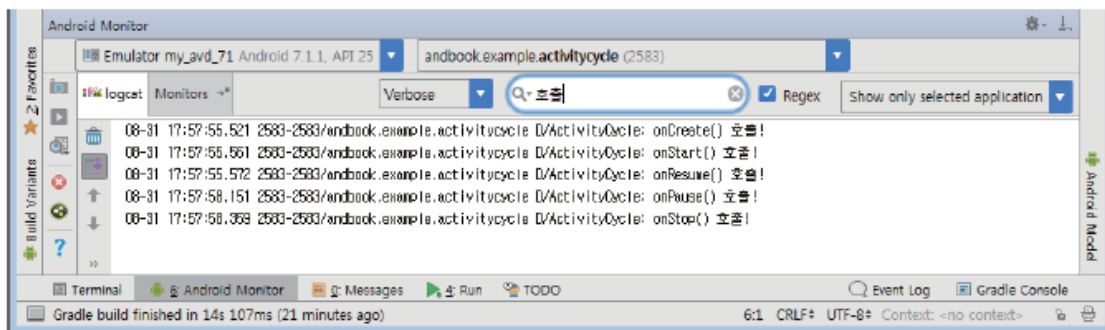 Android Monitor
Emulator my_avd_71 Android 7.1.1, API 25
andbook.example.activitycycle (2583)
logcat Monitors
Verbose
호출
Regex
Show only selected application
08-31 17:57:55.521 2583-2583/andbook.example.activitycycle D/ActivityCycle: onCreate() 호출!
08-31 17:57:55.561 2583-2583/andbook.example.activitycycle D/ActivityCycle: onStart() 호출!
08-31 17:57:55.572 2583-2583/andbook.example.activitycycle D/ActivityCycle: onResume() 호출!
08-31 17:57:58.151 2583-2583/andbook.example.activitycycle D/ActivityCycle: onPause() 호출!
08-31 17:57:58.359 2583-2583/andbook.example.activitycycle D/ActivityCycle: onStop() 호출!
2: Favorites
Build Variants
Android Model
Terminal
6: Android Monitor
0: Messages
4: Run
TODO
Event Log
Gradle Console
Gradle build finished in 14s 107ms (21 minutes ago)
6:1 CRLF UTF-8 Context: <no context>